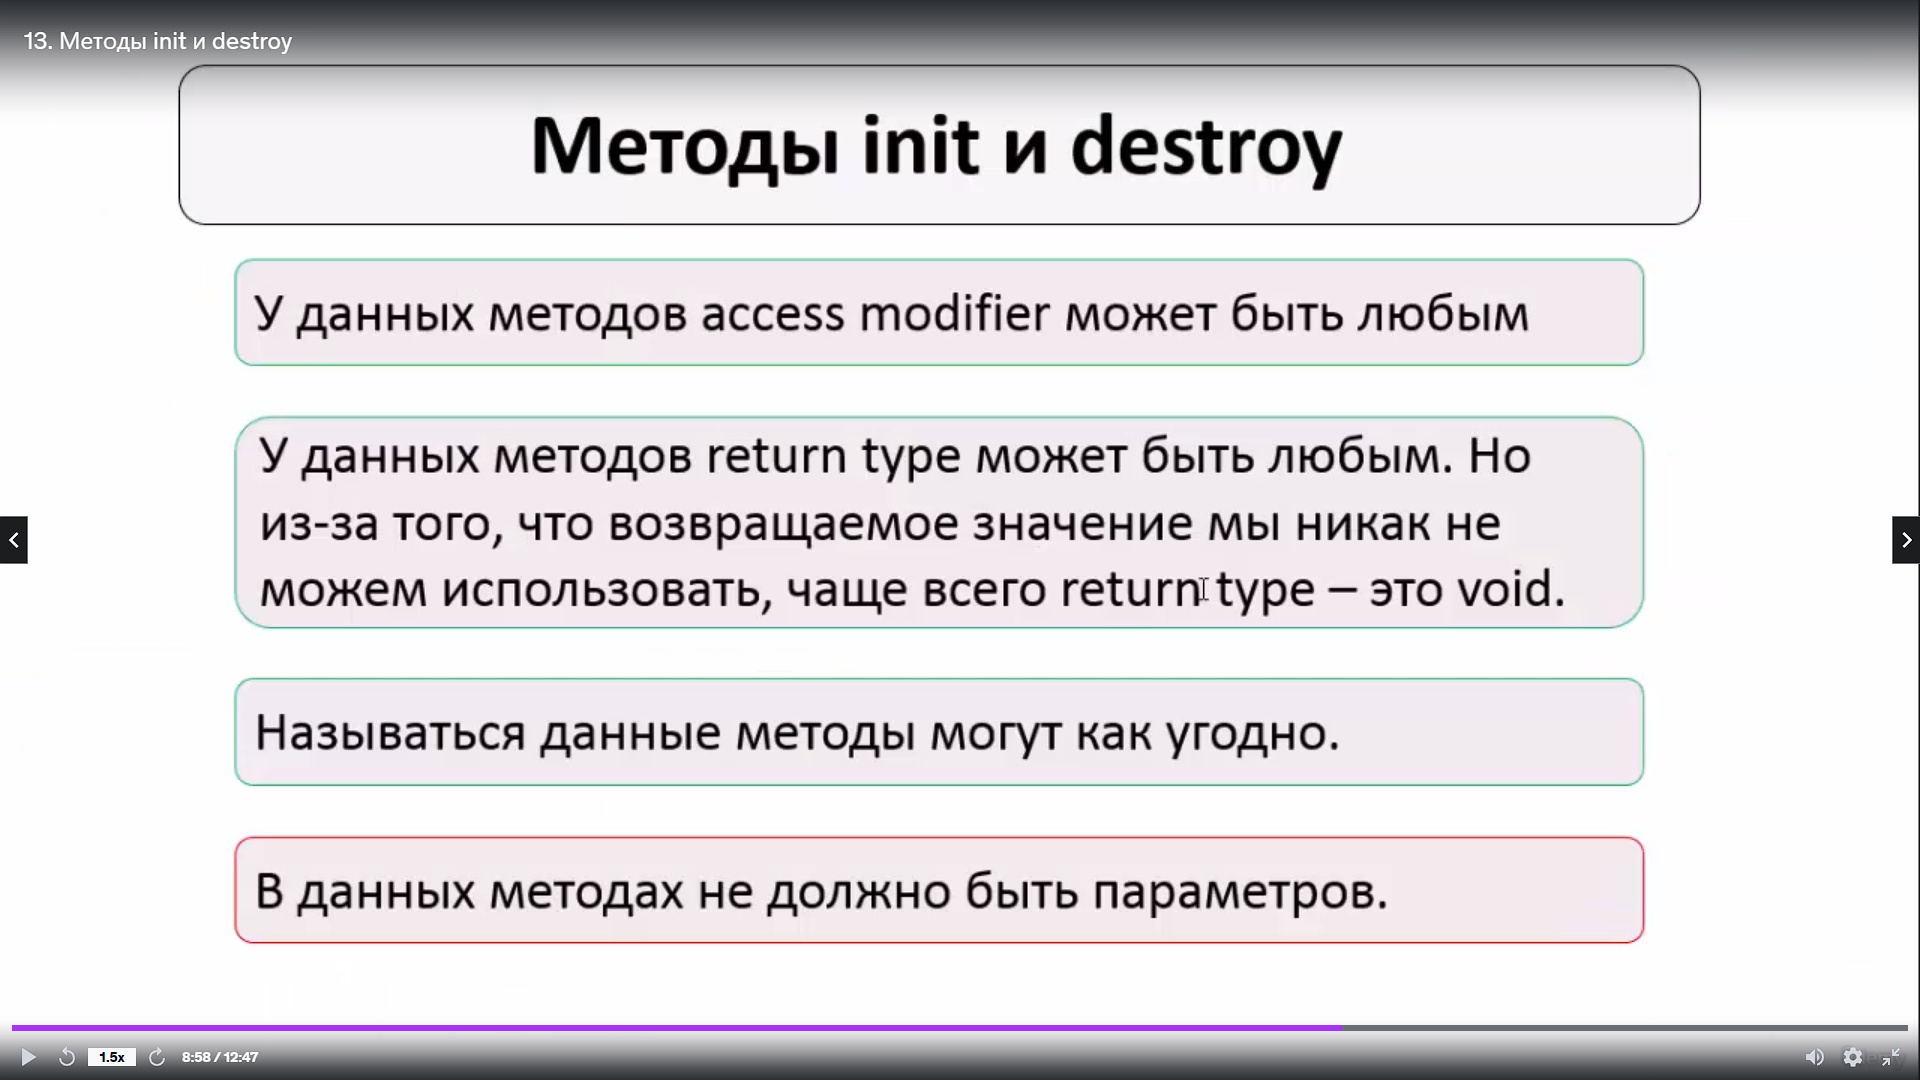 13. Методы init и destroy
Методы init и destroy
У данных методов access modifier может быть любым
У данных методов return type может быть любым. Но
из-за того, что возвращаемое значение мы никак не
можем использовать, чаще всего return type – это void.
Называться данные методы могут как угодно.
В данных методах не должно быть параметров.
1.5x
8:58 / 12:47